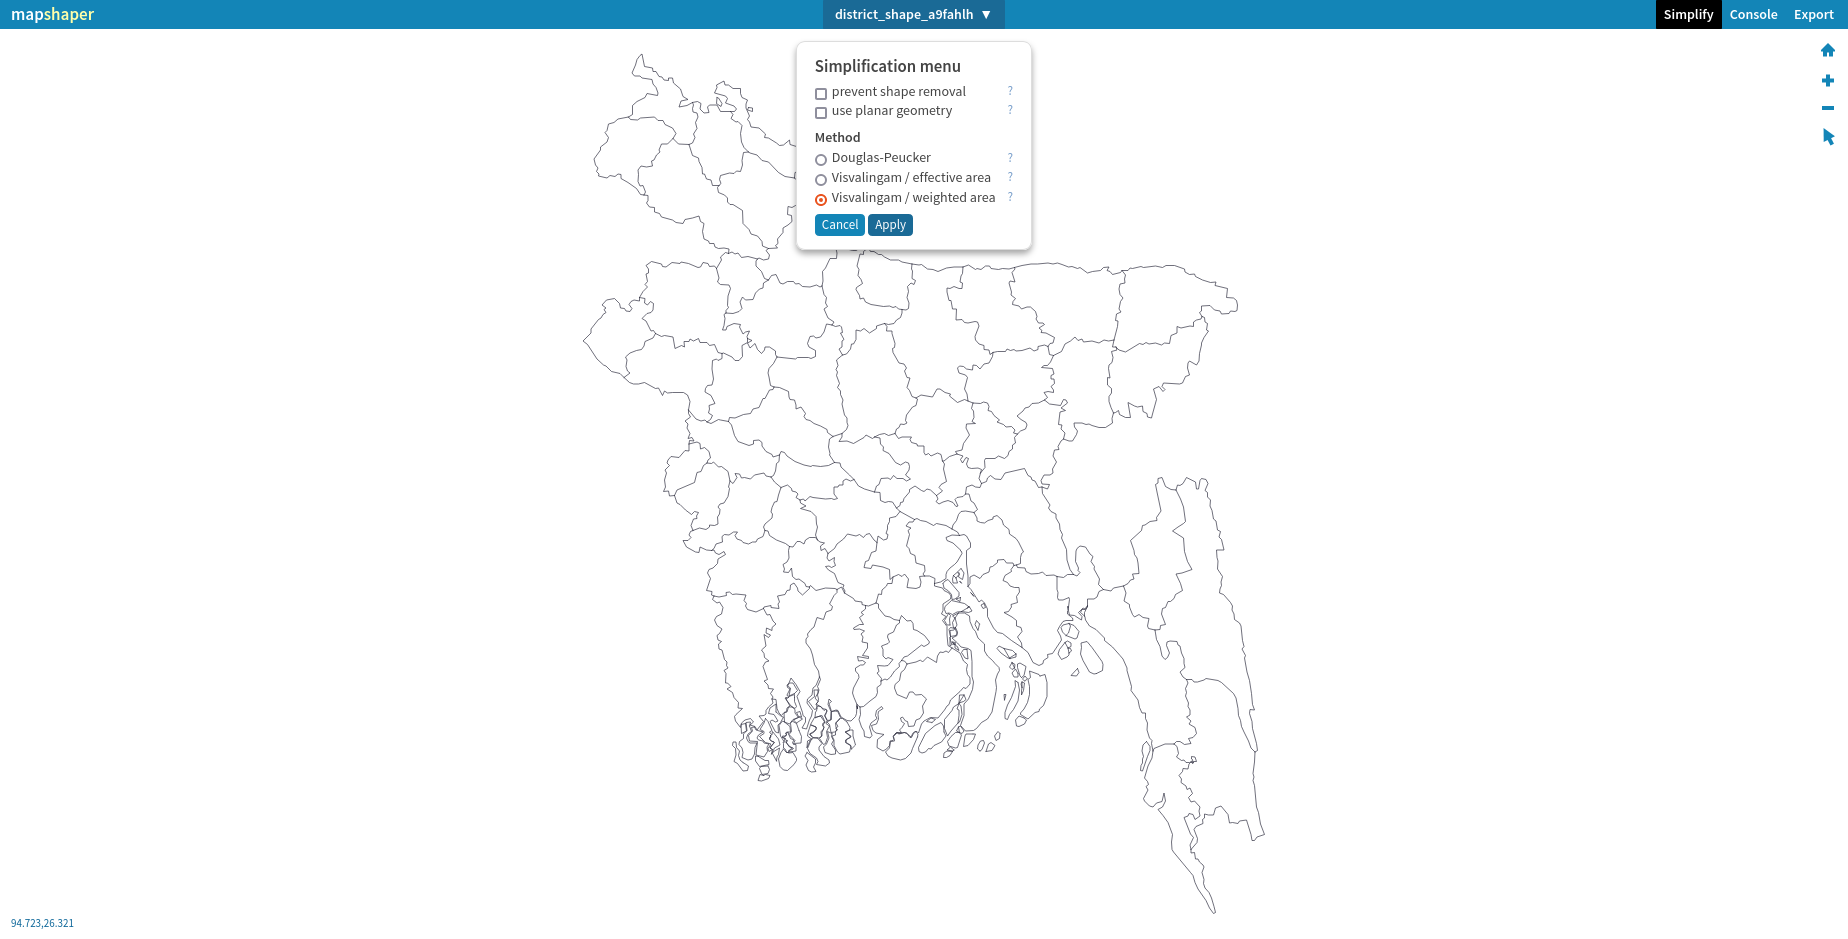 mapshaper
district_shape_a9fahlh ▼
Simplify Console Export
Simplification menu
prevent shape removal ?
use planar geometry ?
Method
Douglas-Peucker ?
Visvalingam / effective area ?
Visvalingam / weighted area ?
Cancel Apply
94.723,26.321